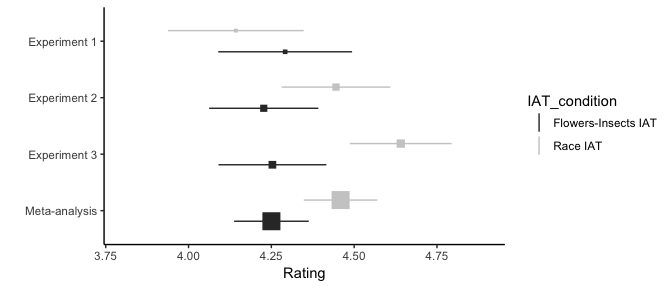 Experiment 1
Experiment 2
Experiment 3
Meta-analysis
3.75 4.00 4.25 4.50 4.75
Rating
IAT_condition
Flowers-Insects IAT
Race IAT